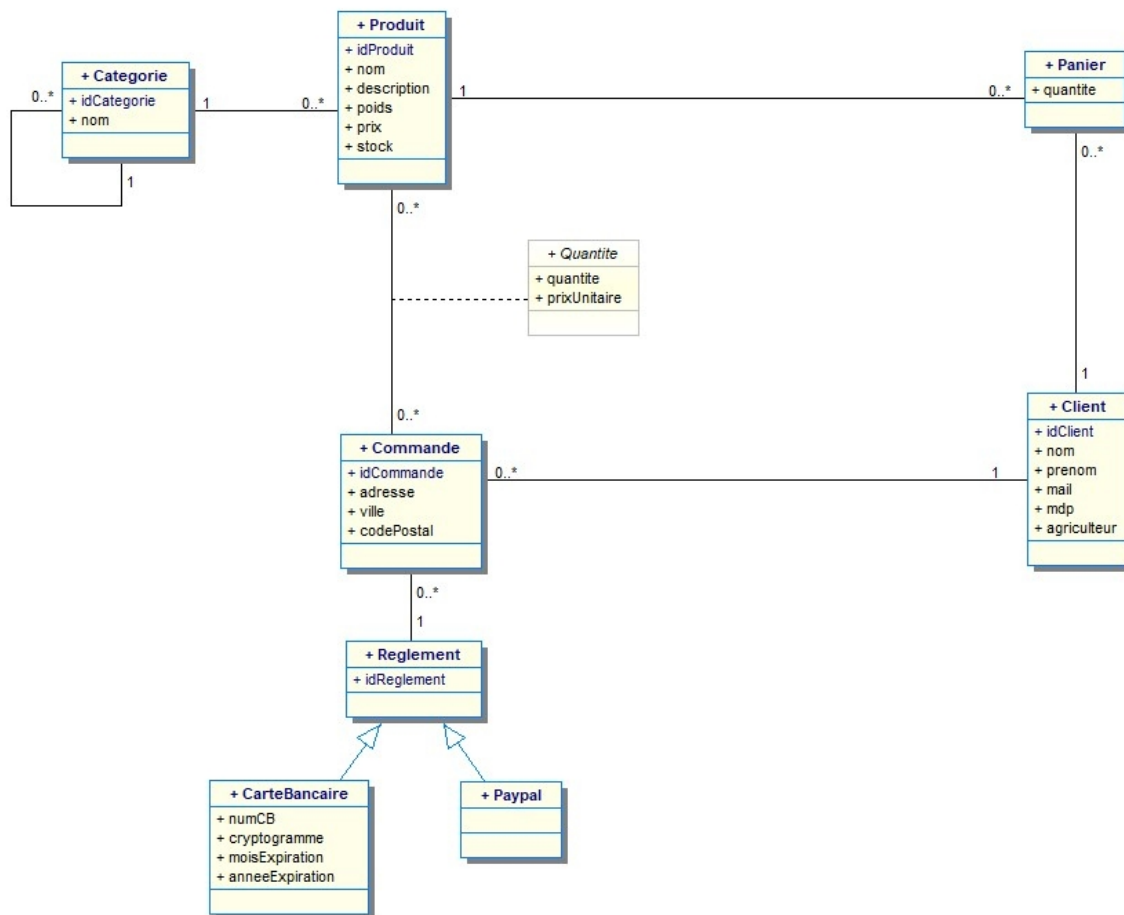 + Produit
+ idProduit
+ nom
+ description
+ poids
+ prix
+ stock
+ Categorie
+ idCategorie
+ nom
0..*
1
1
0..*
1
0..*
+ Panier
+ quantite
0..*
0..*
+ Quantite
+ quantite
+ prixUnitaire
0..*
1
+ Client
+ idClient
+ nom
+ prenom
+ mail
+ mdp
+ agriculteur
+ Commande
+ idCommande
+ adresse
+ ville
+ codePostal
0..*
1
0..*
1
+ Reglement
+ idReglement
+ CarteBancaire
+ numCB
+ cryptogramme
+ moisExpiration
+ anneeExpiration
+ Paypal